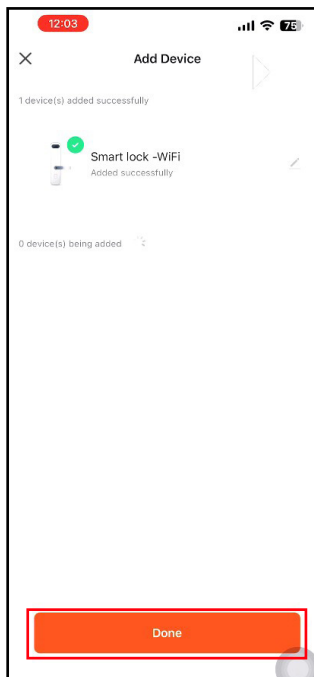 12:03
75
Add Device
1 device(s) added successfully
Smart lock -WiFi
Added successfully
0 device(s) being added
Done